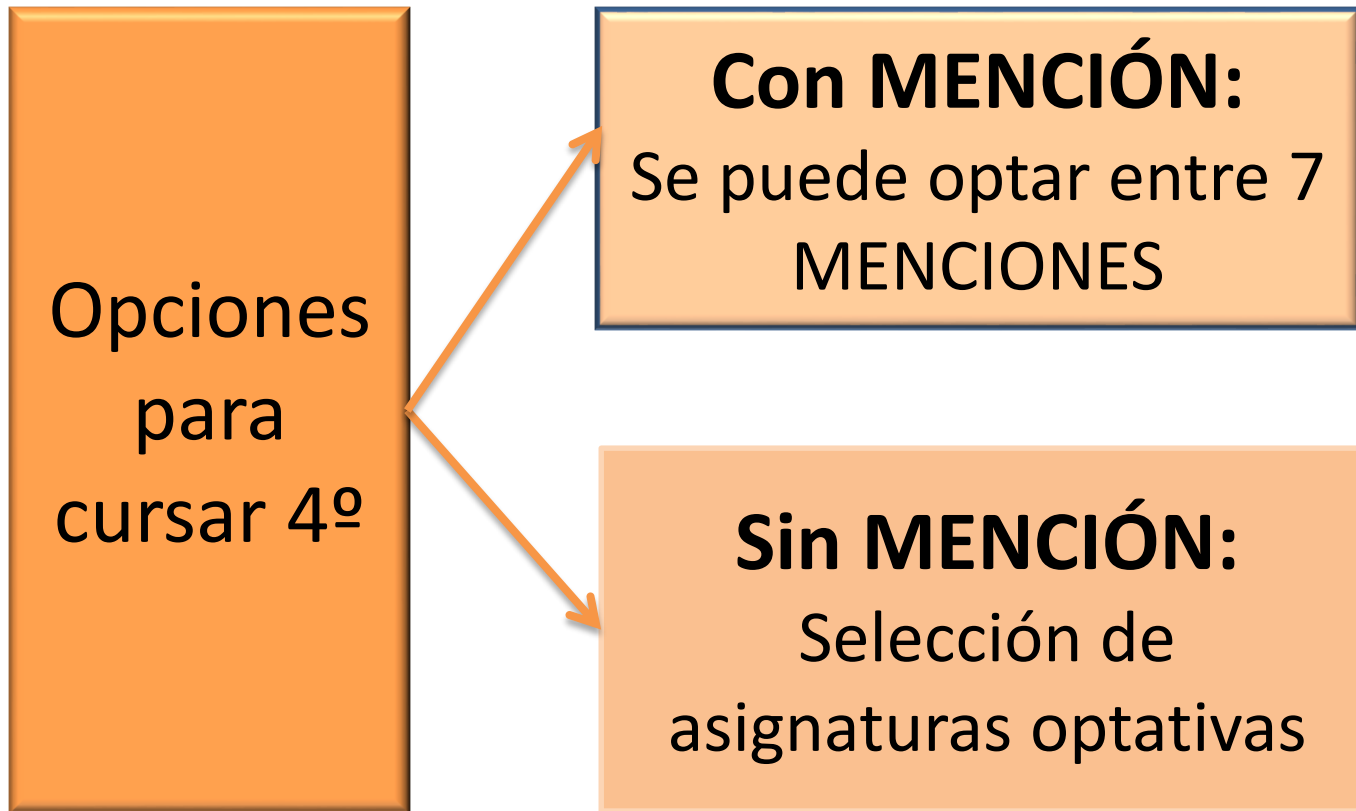 Opciones
para
cursar 4º
Con MENCIÓN:
Se puede optar entre 7
MENCIONES
Sin MENCIÓN:
Selección de
asignaturas optativas